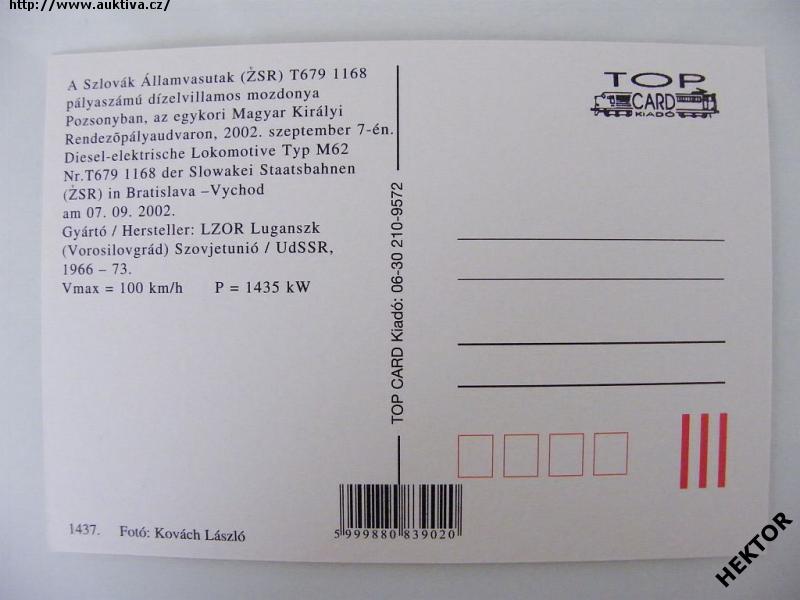 http://www.auktiva.cz/
A Szlovák Államvasutak (ŽSR) T679 1168
pályaszámú dízelvillamos mozdonya
Pozsonyban, az egykori Magyar Királyi
Rendezõpályaudvaron, 2002. szeptember 7-én.
Diesel-elektrische Lokomotive Typ M62
Nr.T679 1168 der Slowakei Staatsbahnen
(ŽSR) in Bratislava –Vychod
am 07. 09. 2002.
Gyártó / Hersteller: LZOR Luganszk
(Vorosilovgrád) Szovjetunió / UdSSR,
1966 – 73.
Vmax = 100 km/h P = 1435 kW
1437. Fotó: Kovách László
TOP CARD Kiadó: 06-30 210-9572
5 999880 839020
TOP
CARD
KIADÓ
HEKTOR